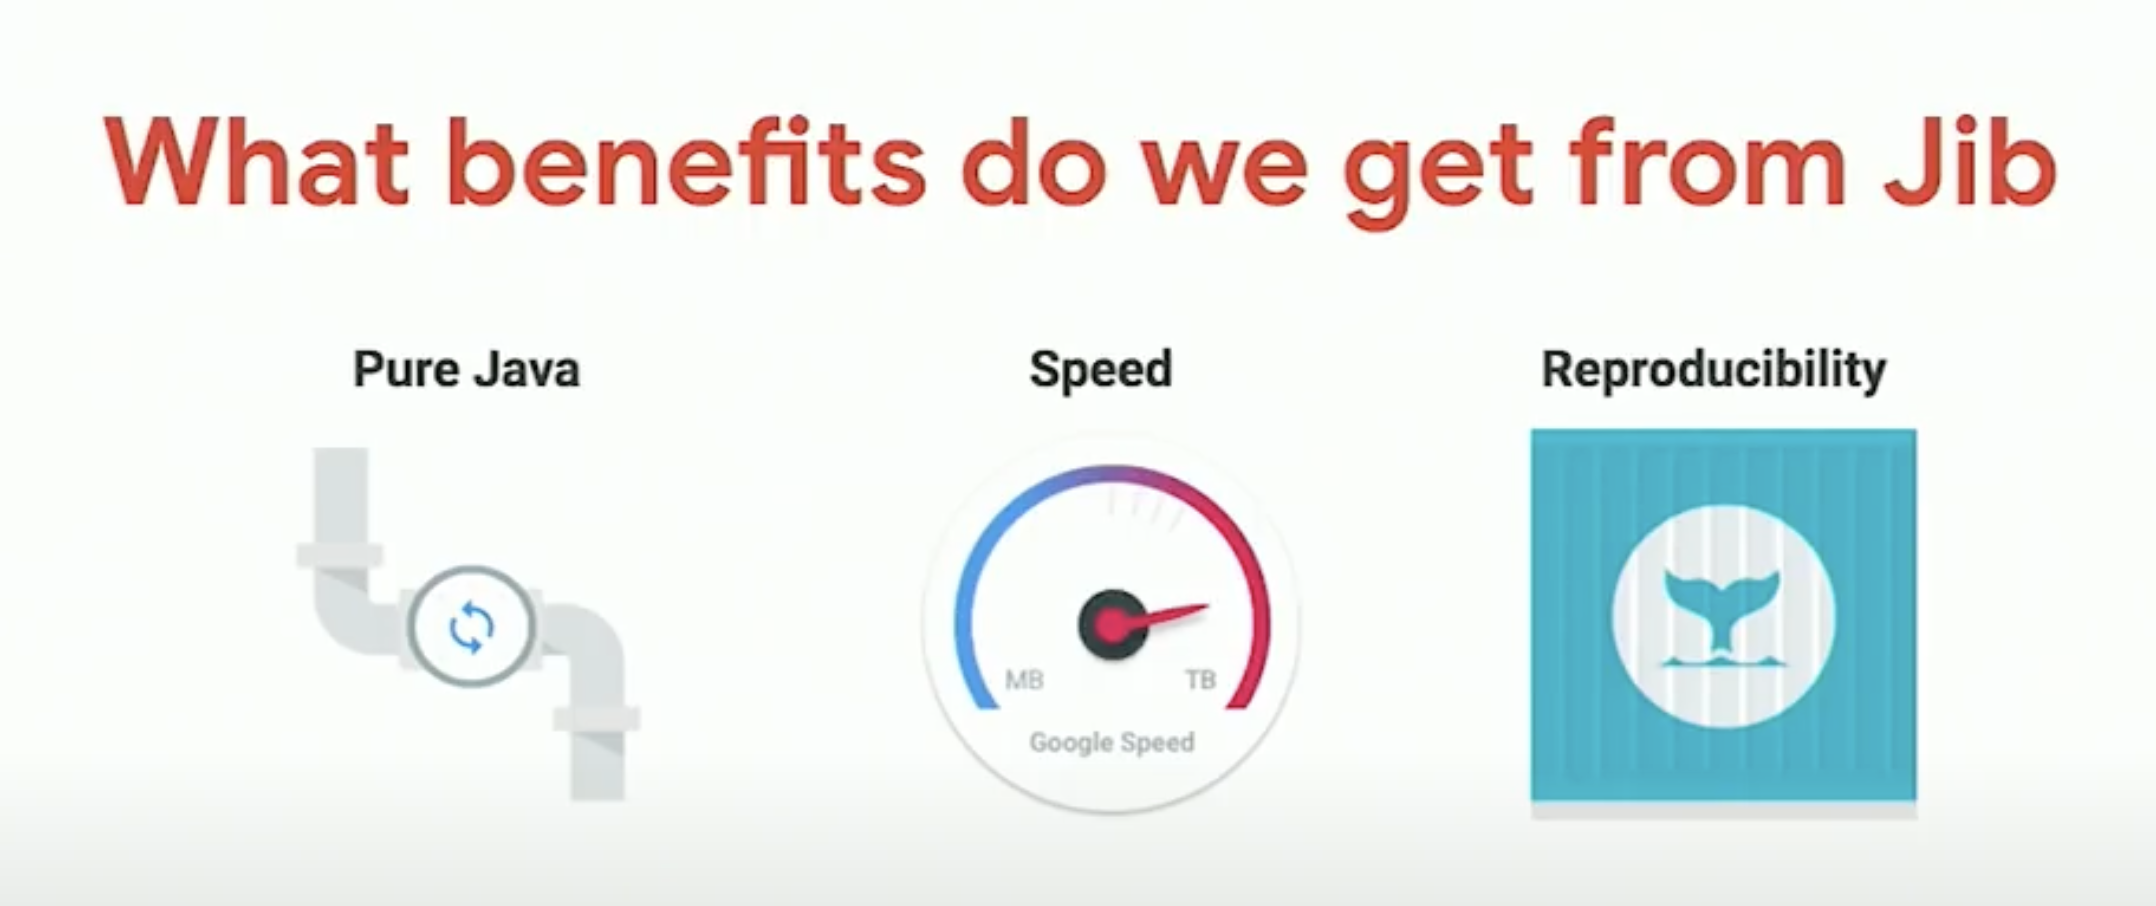 What benefits do we get from Jib
Pure Java
Speed
Reproducibility
MB
TB
Google Speed